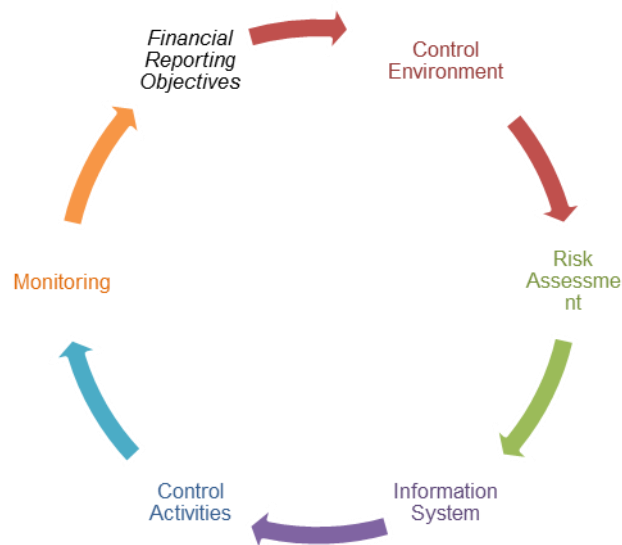 Financial
Reporting
Objectives
Control
Environment
Risk
Assessme
nt
Information
System
Control
Activities
Monitoring